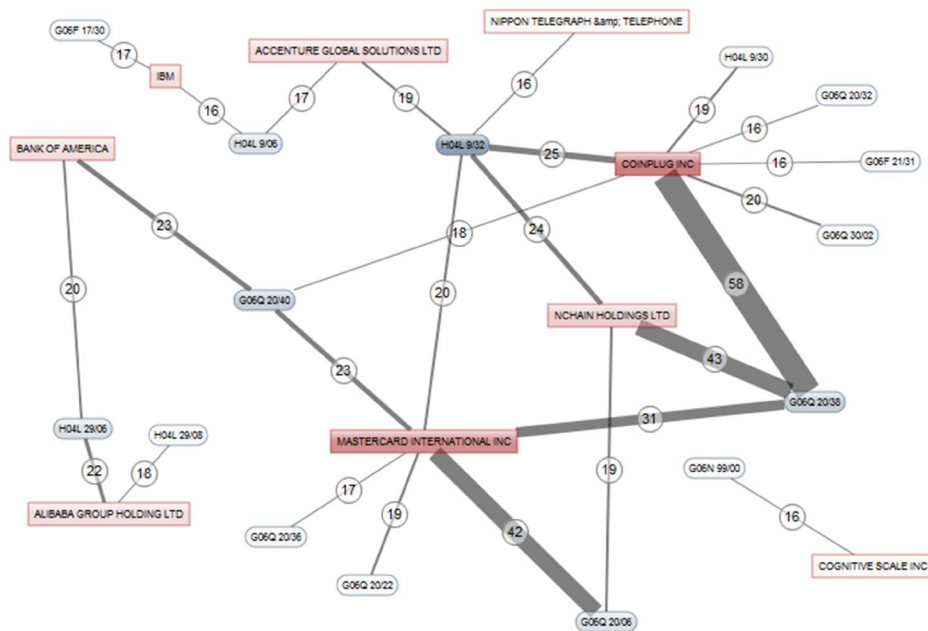 NIPPON TELEGRAPH &amp; TELEPHONE
G06F 17/30
ACCENTURE GLOBAL SOLUTIONS LTD
17
H04L 9/30
IBM
16
17
19
16
19
G06Q 20/32
16
H04L 9/06
H04L 9/32
BANK OF AMERICA
25
COINPLUG INC
16
G06F 21/31
20
23
18
24
G06Q 30/02
20
20
58
G06Q 20/40
NCHAIN HOLDINGS LTD
43
23
G06Q 20/38
31
H04L 29/06
H04L 29/08
MASTERCARD INTERNATIONAL INC
22
18
19
G06N 99/00
17
ALIBABA GROUP HOLDING LTD
19
16
42
G06Q 20/36
COGNITIVE SCALE INC
G06Q 20/22
G06Q 20/06